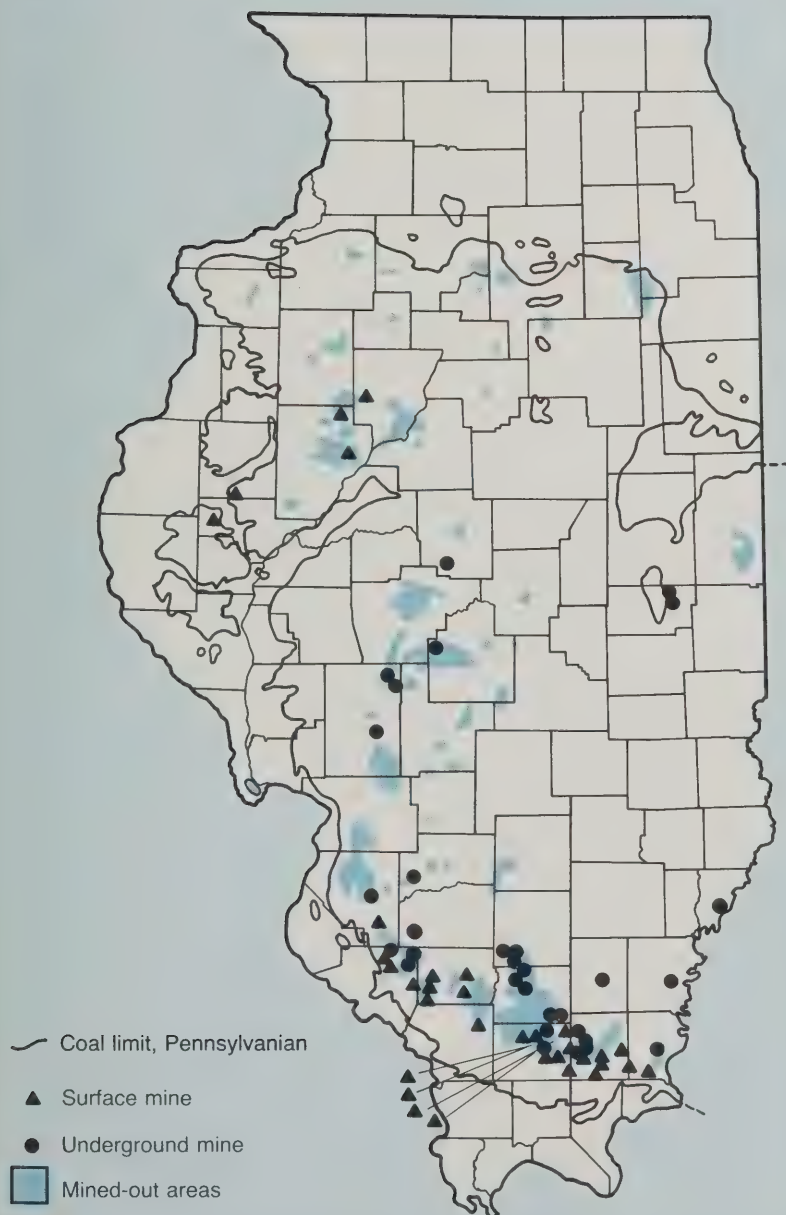 Coal limit, Pennsylvanian
Surface mine
Underground mine
Mined-out areas